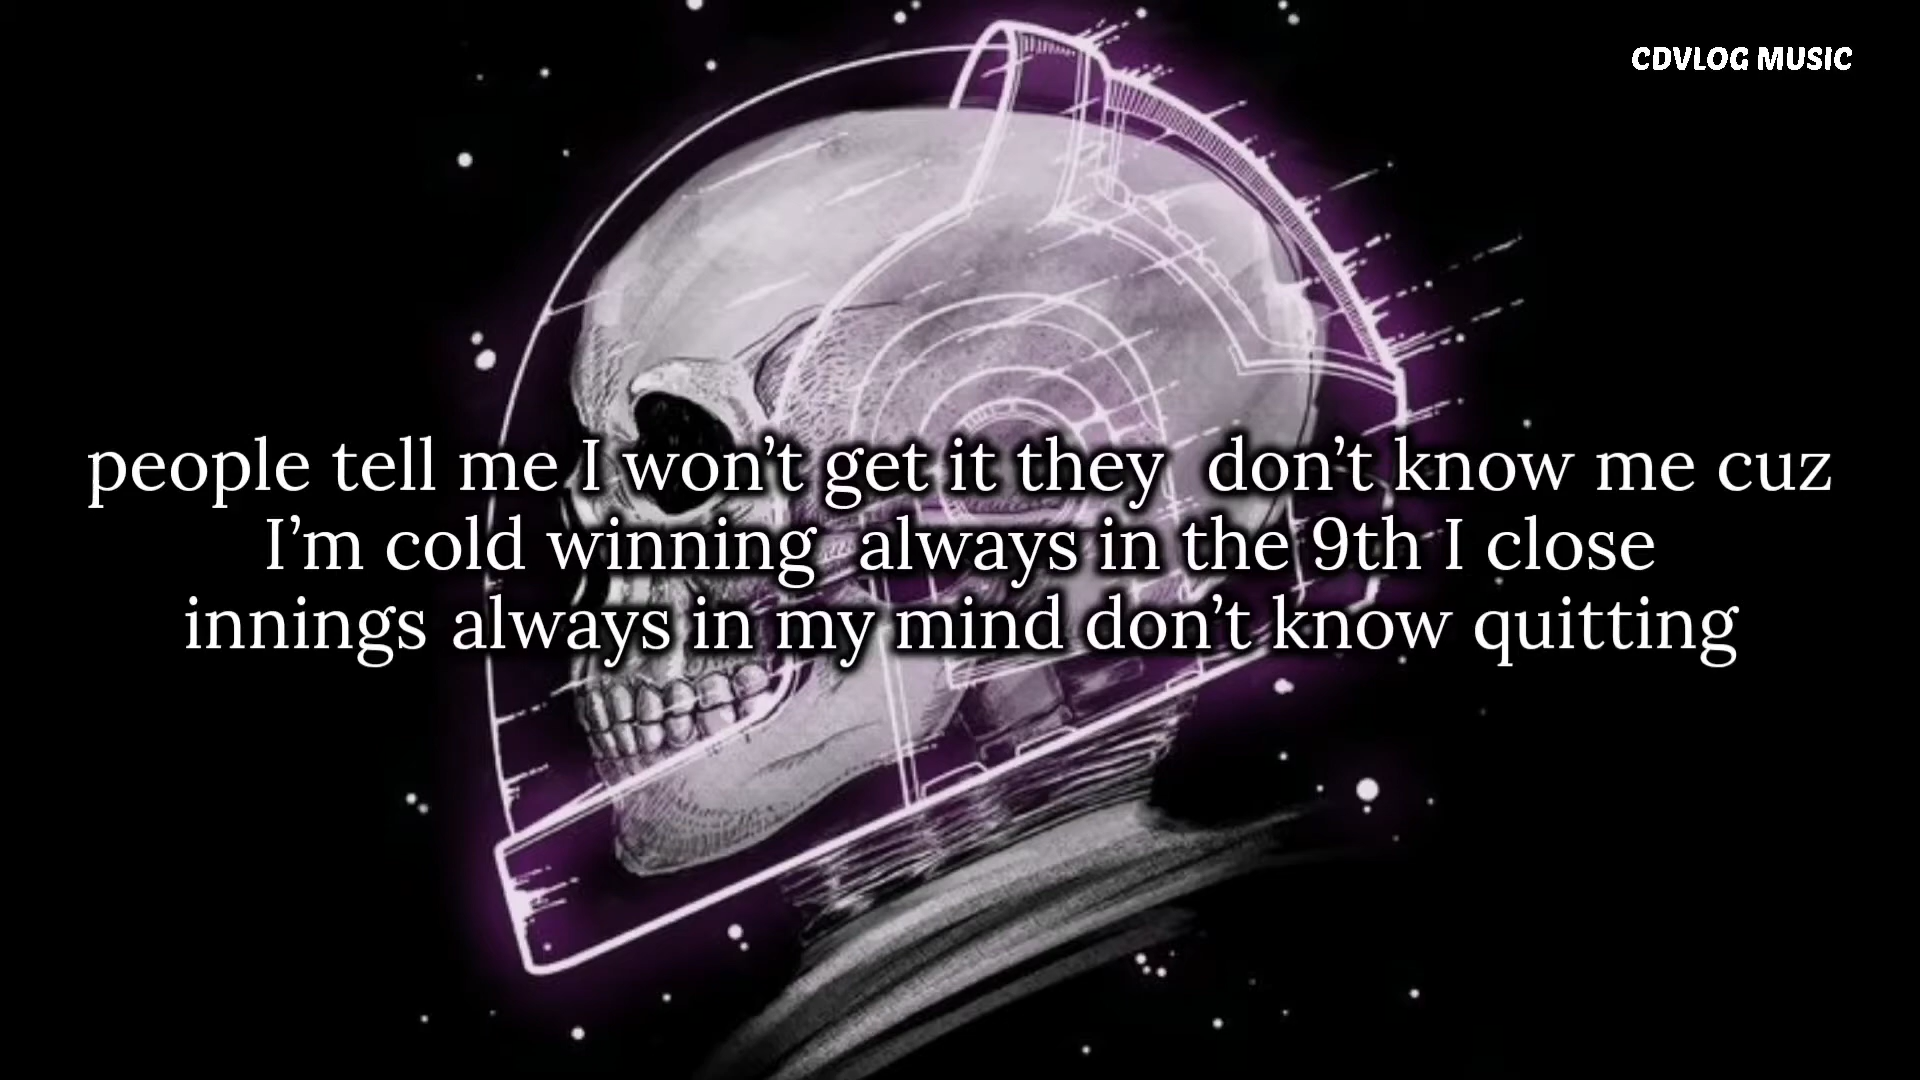 CDVLOG MUSIC
people tell me I won’t get it they  don’t know me cuz
I’m cold winning  always in the 9th I close
innings always in my mind don’t know quitting